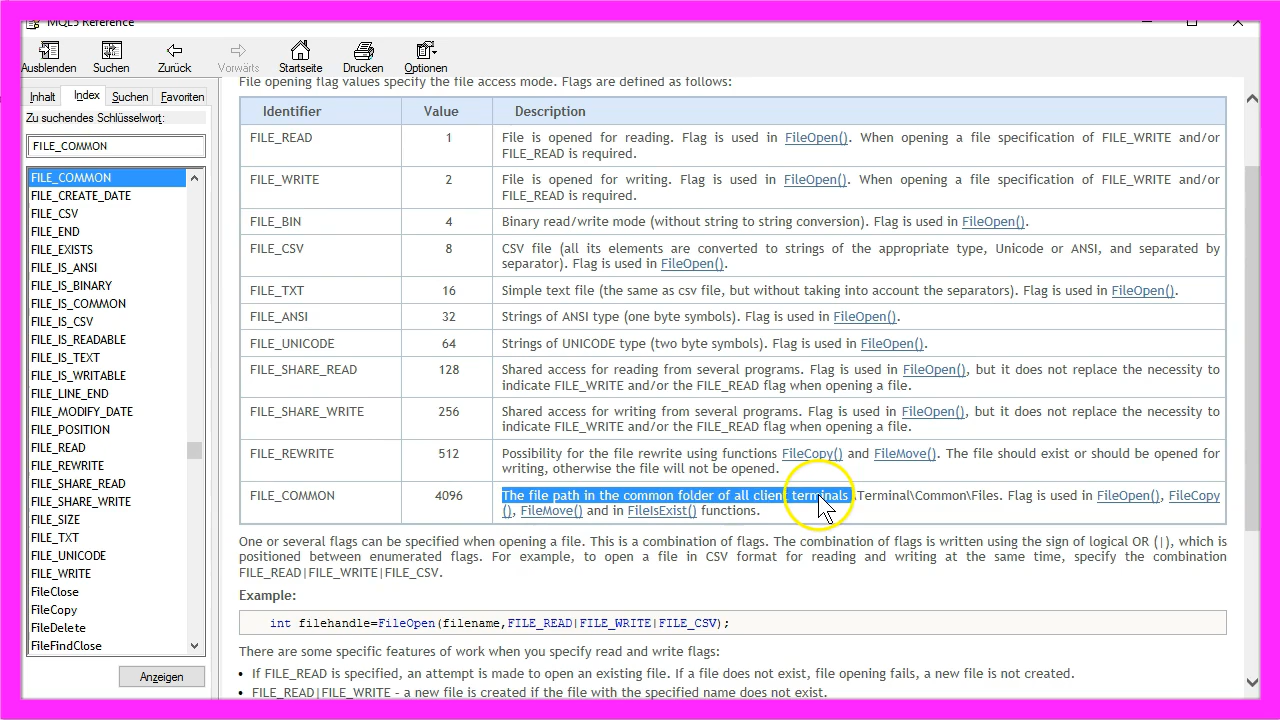 MQL5 Reference
Ausblenden Suchen Zurück Vorwärts Startseite Drucken Optionen
Inhalt Index Suchen Favoriten
Zu suchendes Schlüsselwort:
FILE_COMMON
FILE_COMMON
FILE_CREATE_DATE
FILE_CSV
FILE_END
FILE_EXISTS
FILE_IS_ANSI
FILE_IS_BINARY
FILE_IS_COMMON
FILE_IS_CSV
FILE_IS_READABLE
FILE_IS_TEXT
FILE_IS_WRITABLE
FILE_LINE_END
FILE_MODIFY_DATE
FILE_POSITION
FILE_READ
FILE_REWRITE
FILE_SHARE_READ
FILE_SHARE_WRITE
FILE_SIZE
FILE_TXT
FILE_UNICODE
FILE_WRITE
FileClose
FileCopy
FileDelete
FileFindClose
Anzeigen
File opening flag values specify the file access mode. Flags are defined as follows:
Identifier Value Description
FILE_READ 1 File is opened for reading. Flag is used in FileOpen(). When opening a file specification of FILE_WRITE and/or
FILE_READ is required.
FILE_WRITE 2 File is opened for writing. Flag is used in FileOpen(). When opening a file specification of FILE_WRITE and/or
FILE_READ is required.
FILE_BIN 4 Binary read/write mode (without string to string conversion). Flag is used in FileOpen().
FILE_CSV 8 CSV file (all its elements are converted to strings of the appropriate type, Unicode or ANSI, and separated by
separator). Flag is used in FileOpen().
FILE_TXT 16 Simple text file (the same as csv file, but without taking into account the separators). Flag is used in FileOpen().
FILE_ANSI 32 Strings of ANSI type (one byte symbols). Flag is used in FileOpen().
FILE_UNICODE 64 Strings of UNICODE type (two byte symbols). Flag is used in FileOpen().
FILE_SHARE_READ 128 Shared access for reading from several programs. Flag is used in FileOpen(), but it does not replace the necessity to
indicate FILE_WRITE and/or the FILE_READ flag when opening a file.
FILE_SHARE_WRITE 256 Shared access for writing from several programs. Flag is used in FileOpen(), but it does not replace the necessity to
indicate FILE_WRITE and/or the FILE_READ flag when opening a file.
FILE_REWRITE 512 Possibility for the file rewrite using functions FileCopy() and FileMove(). The file should exist or should be opened for
writing, otherwise the file will not be opened.
FILE_COMMON 4096 The file path in the common folder of all client terminals \Terminal\Common\Files. Flag is used in FileOpen(), FileCopy
(), FileMove() and in FileIsExist() functions.
One or several flags can be specified when opening a file. This is a combination of flags. The combination of flags is written using the sign of logical OR (|), which is
positioned between enumerated flags. For example, to open a file in CSV format for reading and writing at the same time, specify the combination
FILE_READ|FILE_WRITE|FILE_CSV.
Example:
int filehandle=FileOpen(filename,FILE_READ|FILE_WRITE|FILE_CSV);
There are some specific features of work when you specify read and write flags:
• If FILE_READ is specified, an attempt is made to open an existing file. If a file does not exist, file opening fails, a new file is not created.
• FILE_READ|FILE_WRITE - a new file is created if the file with the specified name does not exist.